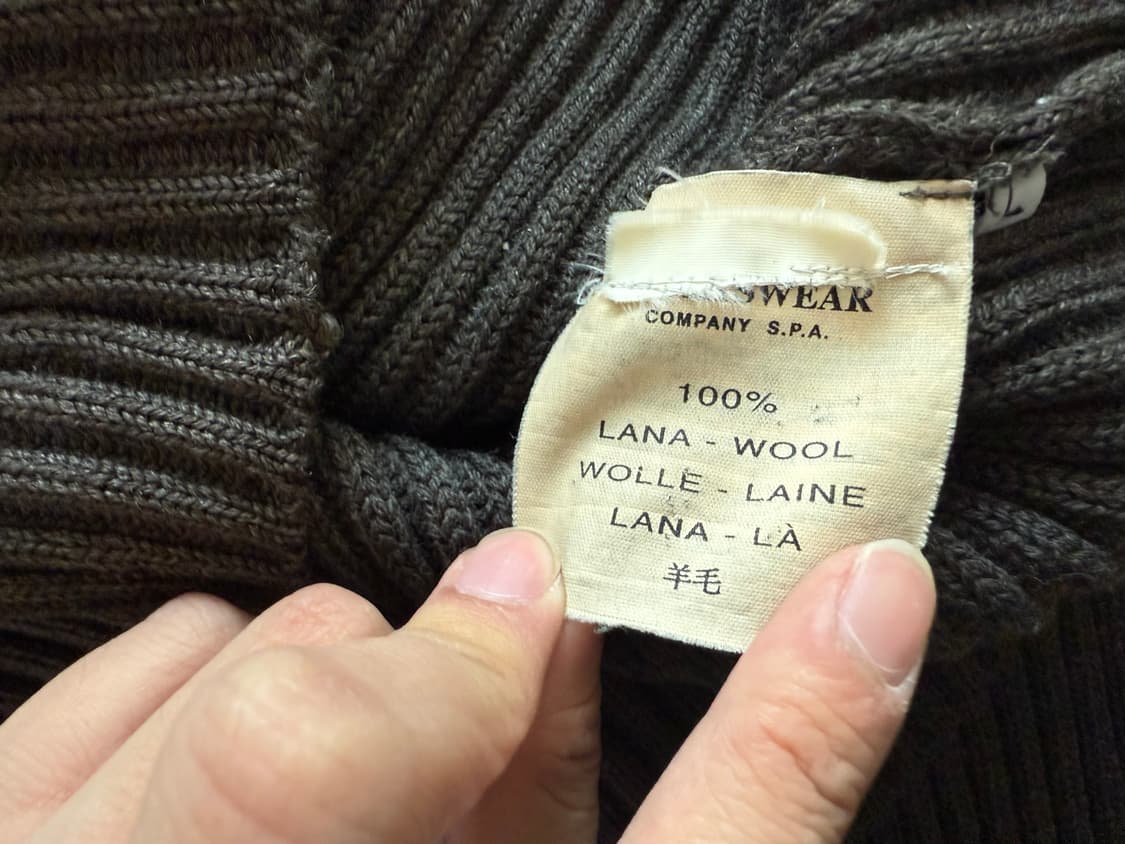 COMPANY S.P.A.
100%
LANA - WOOL
WOLLE - LAINE
LANA - LÀ
羊毛